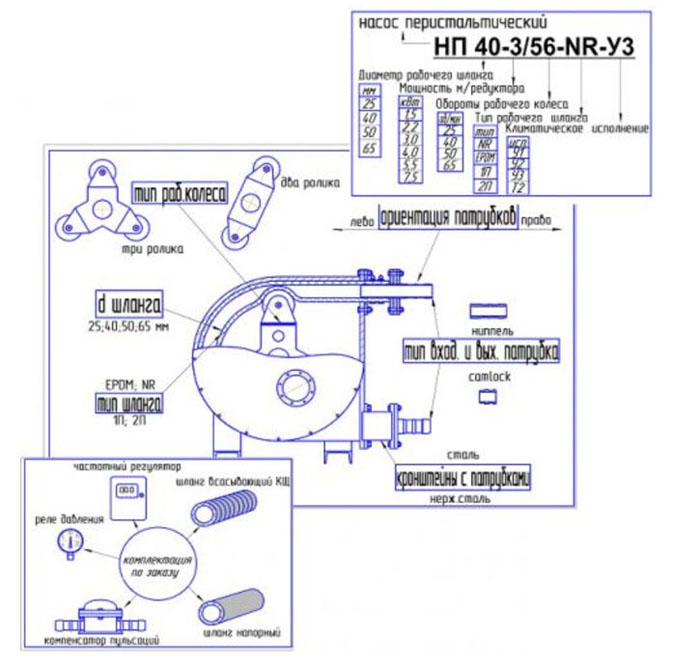 насос перистальтический
НП 40-3/56-NR-У3
Диаметр рабочего шланга
Мощность м/редуктора
Обороты рабочего колеса
Тип рабочего шланга
Климатическое исполнение
мм
25
40
50
65
кВт
1,5
2,2
3,0
4,0
5,5
7,5
об/мин
25
40
50
65
тип
NR
EPDM
1П
2П
исп.
У1
У2
У3
Т2
тип раб.колеса
два ролика
три ролика
ориентация патрубков
лево
право
d шланга
25;40;50;65 мм
EPDM; NR
тип шланга
1П; 2П
ниппель
тип вход. и вых. патрубка
camlock
сталь
кронштейны с патрубками
нерж.сталь
частотный регулятор
шланг всасывающий КЩ
реле давления
комплектация
по заказу
компенсатор пульсаций
шланг напорный